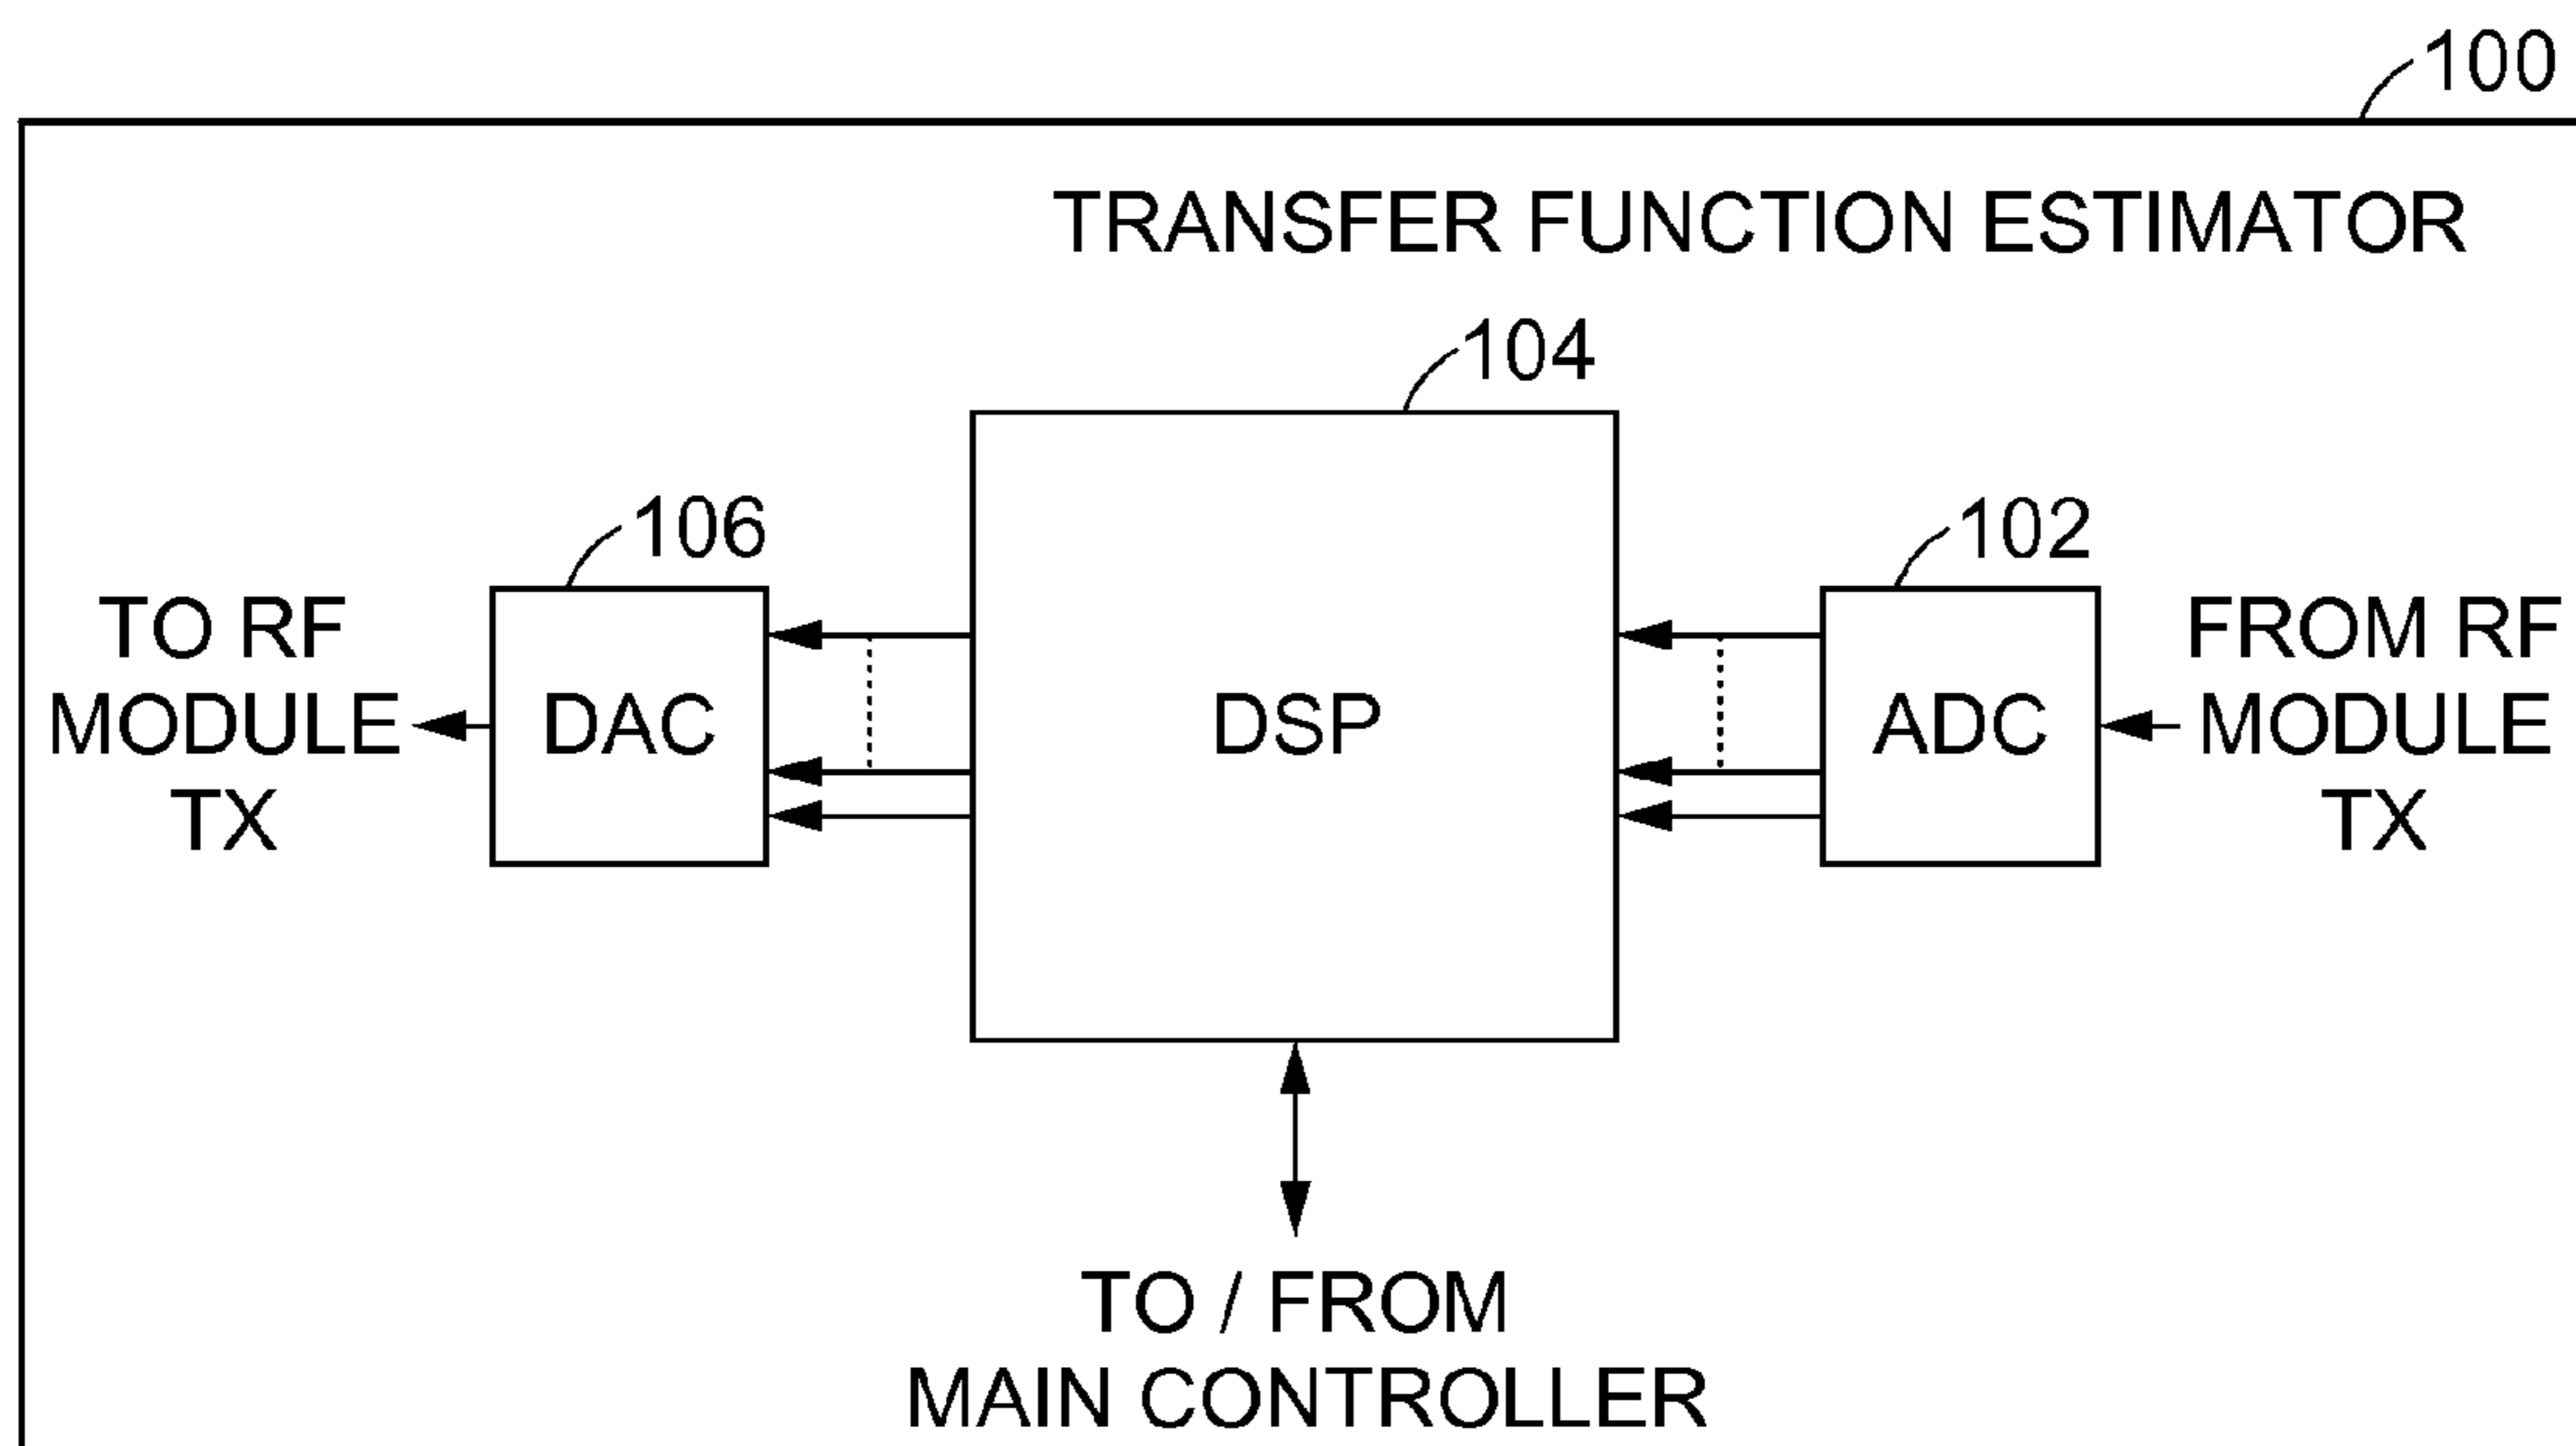 100
TRANSFER FUNCTION ESTIMATOR
104
106
102
TO RF
MODULE
TX
DAC
DSP
ADC
FROM RF
MODULE
TX
TO / FROM
MAIN CONTROLLER